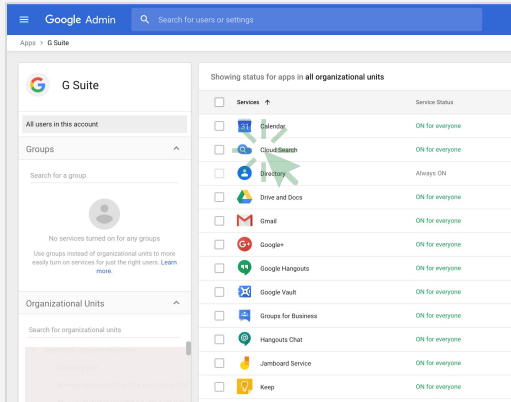 Google Admin
Search for users or settings
Apps > G Suite
G Suite
All users in this account
Groups
Search for a group
No services turned on for any groups
Use groups instead of organizational units to more
easily turn on services for just the right users. Learn
more.
Organizational Units
Search for organizational units
Showing status for apps in all organizational units
Services ↑ Service Status
31 Calendar ON for everyone
Cloud Search ON for everyone
Directory Always ON
Drive and Docs ON for everyone
Gmail ON for everyone
G+ Google+ ON for everyone
Google Hangouts ON for everyone
Google Vault ON for everyone
Groups for Business ON for everyone
Hangouts Chat ON for everyone
Jamboard Service ON for everyone
Keep ON for everyone